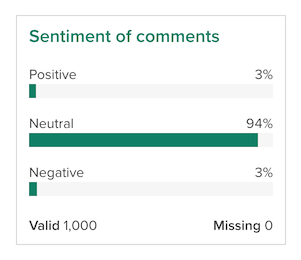 Sentiment of comments
Positive 3%
Neutral 94%
Negative 3%
Valid 1,000 Missing 0